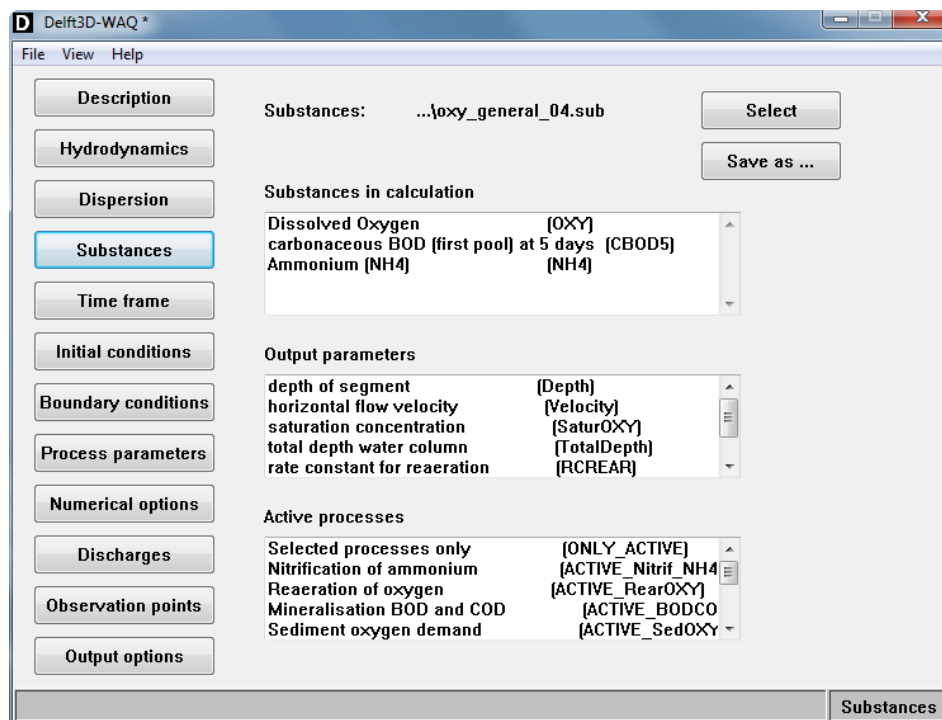 D Delft3D-WAQ *
File View Help
Description
Hydrodynamics
Dispersion
Substances
Time frame
Initial conditions
Boundary conditions
Process parameters
Numerical options
Discharges
Observation points
Output options
Substances: ...\oxy_general_04.sub
Select
Save as ...
Substances in calculation
Dissolved Oxygen (OXY)
carbonaceous BOD (first pool) at 5 days (CBOD5)
Ammonium (NH4) (NH4)
Output parameters
depth of segment (Depth)
horizontal flow velocity (Velocity)
saturation concentration (SaturOXY)
total depth water column (TotalDepth)
rate constant for reaeration (RCREAR)
Active processes
Selected processes only (ONLY_ACTIVE)
Nitrification of ammonium (ACTIVE_Nitrif_NH4
Reaeration of oxygen (ACTIVE_RearOXY)
Mineralisation BOD and COD (ACTIVE_BODCO
Sediment oxygen demand (ACTIVE_SedOXY
Substances